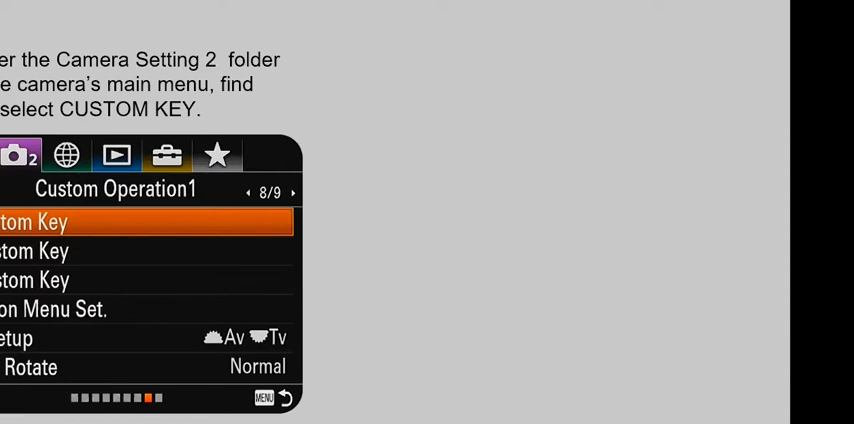 er the Camera Setting 2 folder
e camera's main menu, find
select CUSTOM KEY.
2
Custom Operation1 8/9
tom Key
stom Key
stom Key
on Menu Set.
etup Av Tv
Rotate Normal
MENU